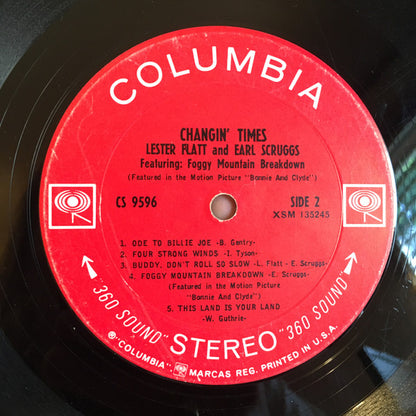 COLUMBIA
CHANGIN' TIMES
LESTER FLATT and EARL SCRUGGS
Featuring: Foggy Mountain Breakdown
(Featured in the Motion Picture "Bonnie And Clyde")
CS 9596
SIDE 2
XSM 135245
1. ODE TO BILLIE JOE -B. Gentry-
2. FOUR STRONG WINDS -I. Tyson-
3. BUDDY, DON'T ROLL SO SLOW -L. Flatt - E. Scruggs-
4. FOGGY MOUNTAIN BREAKDOWN -E. Scruggs-
(Featured in the Motion Picture
"Bonnie And Clyde")
5. THIS LAND IS YOUR LAND
-W. Guthrie-
"360 SOUND" STEREO "360 SOUND"
® "COLUMBIA", MARCAS REG. PRINTED IN U.S.A.